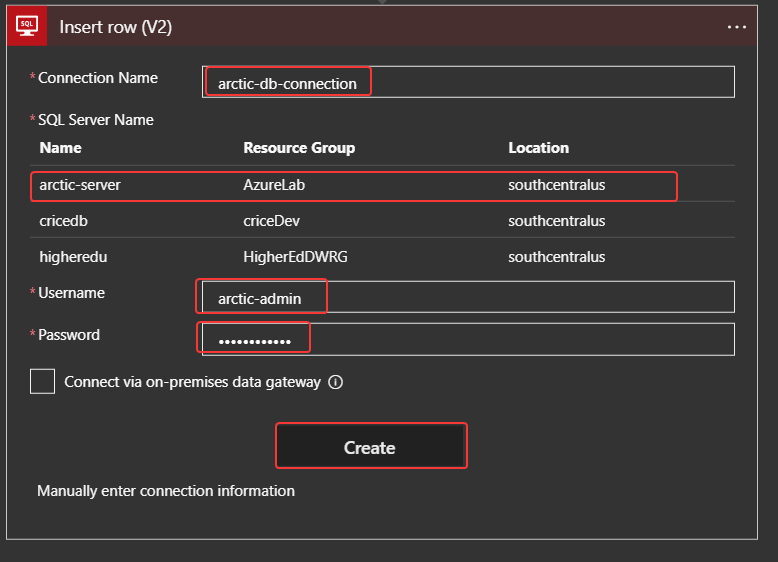 SQL
Insert row (V2)
...
*Connection Name
arctic-db-connection
*SQL Server Name
Name Resource Group Location
arctic-server AzureLab southcentralus
cricedb criceDev southcentralus
higheredu HigherEdDWRG southcentralus
*Username
arctic-admin
*Password
••••••••••••
Connect via on-premises data gateway
Create
Manually enter connection information